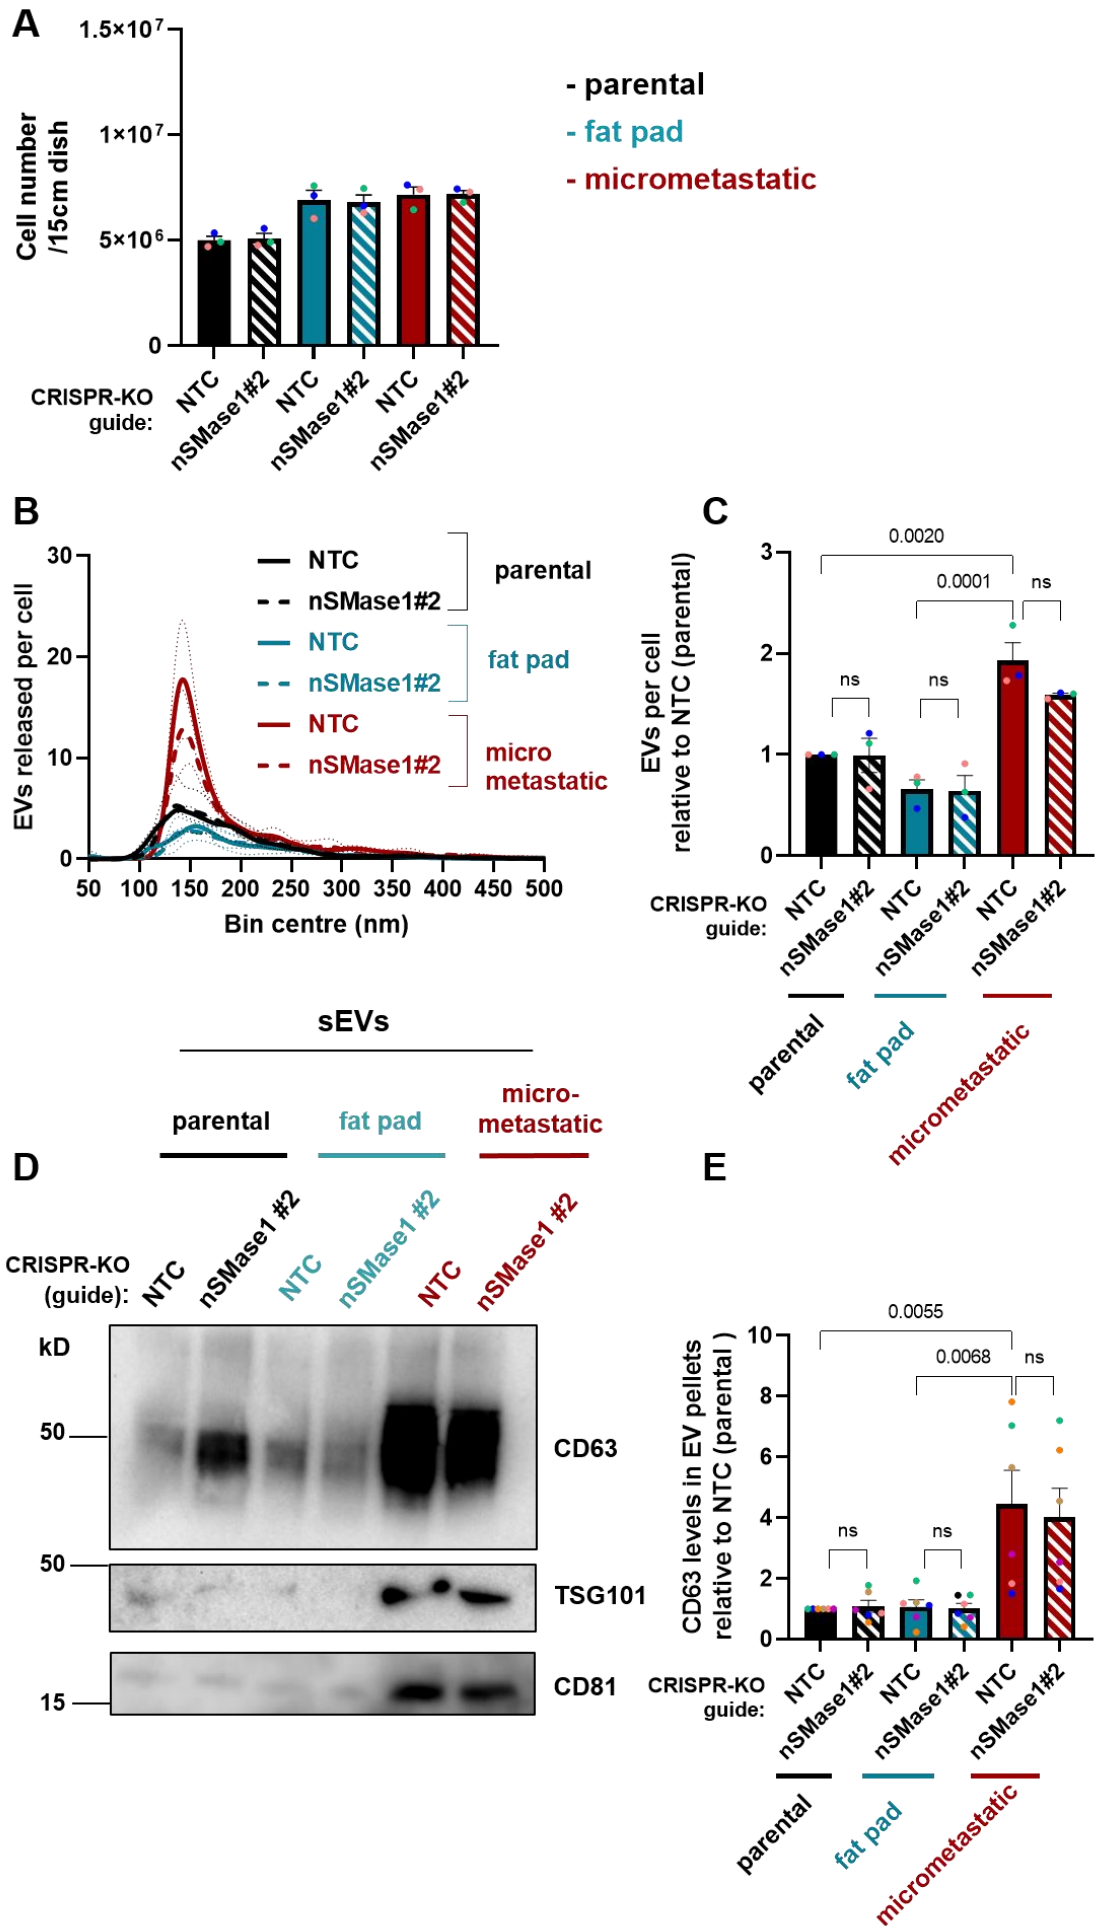 A
1.5×10⁷
1×10⁷
5×10⁶
0
Cell number
/15cm dish
- parental
- fat pad
- micrometastatic
CRISPR-KO
guide:
NTC
nSMase1#2
NTC
nSMase1#2
NTC
nSMase1#2
B
30
20
10
0
EVs released per cell
NTC
nSMase1#2
parental
NTC
nSMase1#2
fat pad
NTC
nSMase1#2
micro
metastatic
50 100 150 200 250 300 350 400 450 500
Bin centre (nm)
C
3
2
1
0
EVs per cell
relative to NTC (parental)
0.0020
0.0001
ns
ns
ns
CRISPR-KO
guide:
NTC
nSMase1#2
NTC
nSMase1#2
NTC
nSMase1#2
parental
fat pad
micrometastatic
sEVs
parental
fat pad
micro-
metastatic
D
CRISPR-KO
(guide):
NTC
nSMase1 #2
NTC
nSMase1 #2
NTC
nSMase1 #2
kD
50
CD63
50
TSG101
15
CD81
E
10
8
6
4
2
0
CD63 levels in EV pellets
relative to NTC (parental )
0.0055
0.0068
ns
ns
ns
CRISPR-KO
guide:
NTC
nSMase1#2
NTC
nSMase1#2
NTC
nSMase1#2
parental
fat pad
micrometastatic